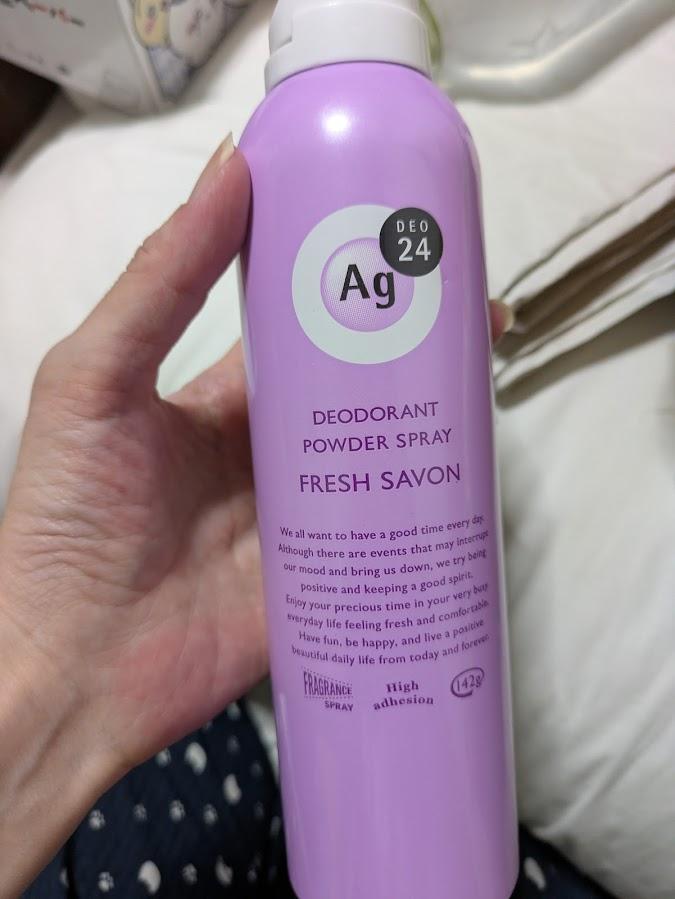 DEO
24
Ag
DEODORANT
POWDER SPRAY
FRESH SAVON
We all want to have a good time every day.
Although there are events that may interrupt
our mood and bring us down, we try being
positive and keeping a good spirit.
Enjoy your precious time in your very busy
everyday life feeling fresh and comfortable.
Have fun, be happy, and live a positive
beautiful daily life from today and forever.
FRAGRANCE
SPRAY
High
adhesion
142g